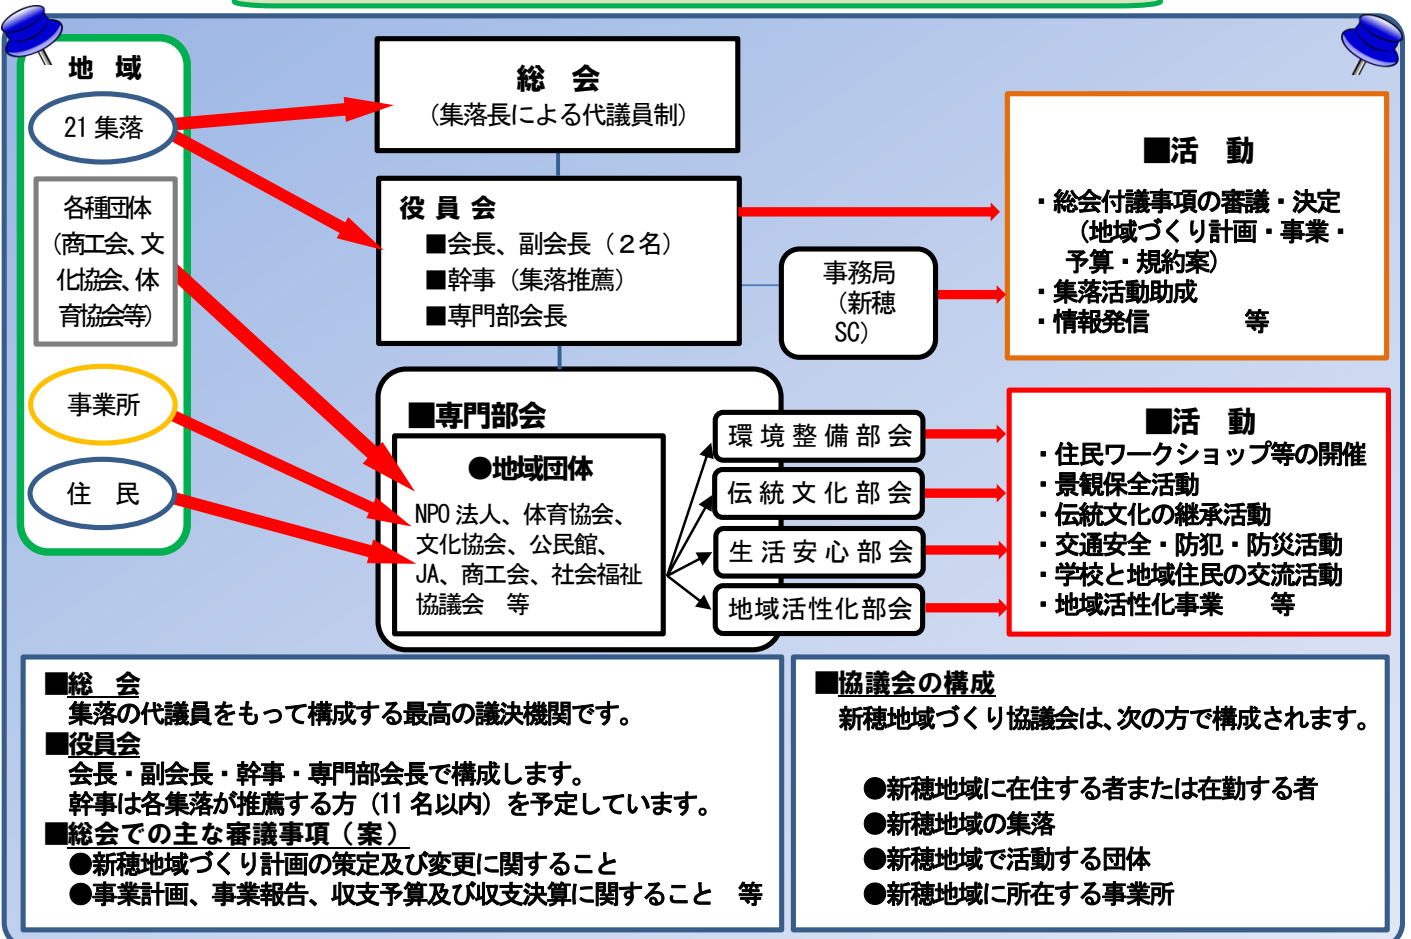 地　域
21 集落
各種団体
（商工会、文
化協会、体
育協会等）
事業所
住　民
総　会
（集落長による代議員制）
役 員 会
■会長、副会長（２名）
■幹事（集落推薦）
■専門部会長
事務局
（新穂
SC）
■専門部会
●地域団体
NPO 法人、体育協会、
文化協会、公民館、
JA、商工会、社会福祉
協議会　等
環 境 整 備 部 会
伝 統 文 化 部 会
生 活 安 心 部 会
地域活性化部会
■活　動
・総会付議事項の審議・決定
（地域づくり計画・事業・
予算・規約案）
・集落活動助成
・情報発信　　　　等
■活　動
・住民ワークショップ等の開催
・景観保全活動
・伝統文化の継承活動
・交通安全・防犯・防災活動
・学校と地域住民の交流活動
・地域活性化事業　　等
■総　会
集落の代議員をもって構成する最高の議決機関です。
■役員会
会長・副会長・幹事・専門部会長で構成します。
幹事は各集落が推薦する方（11 名以内）を予定しています。
■総会での主な審議事項（案）
●新穂地域づくり計画の策定及び変更に関すること
●事業計画、事業報告、収支予算及び収支決算に関すること　等
■協議会の構成
新穂地域づくり協議会は、次の方で構成されます。
●新穂地域に在住する者または在勤する者
●新穂地域の集落
●新穂地域で活動する団体
●新穂地域に所在する事業所